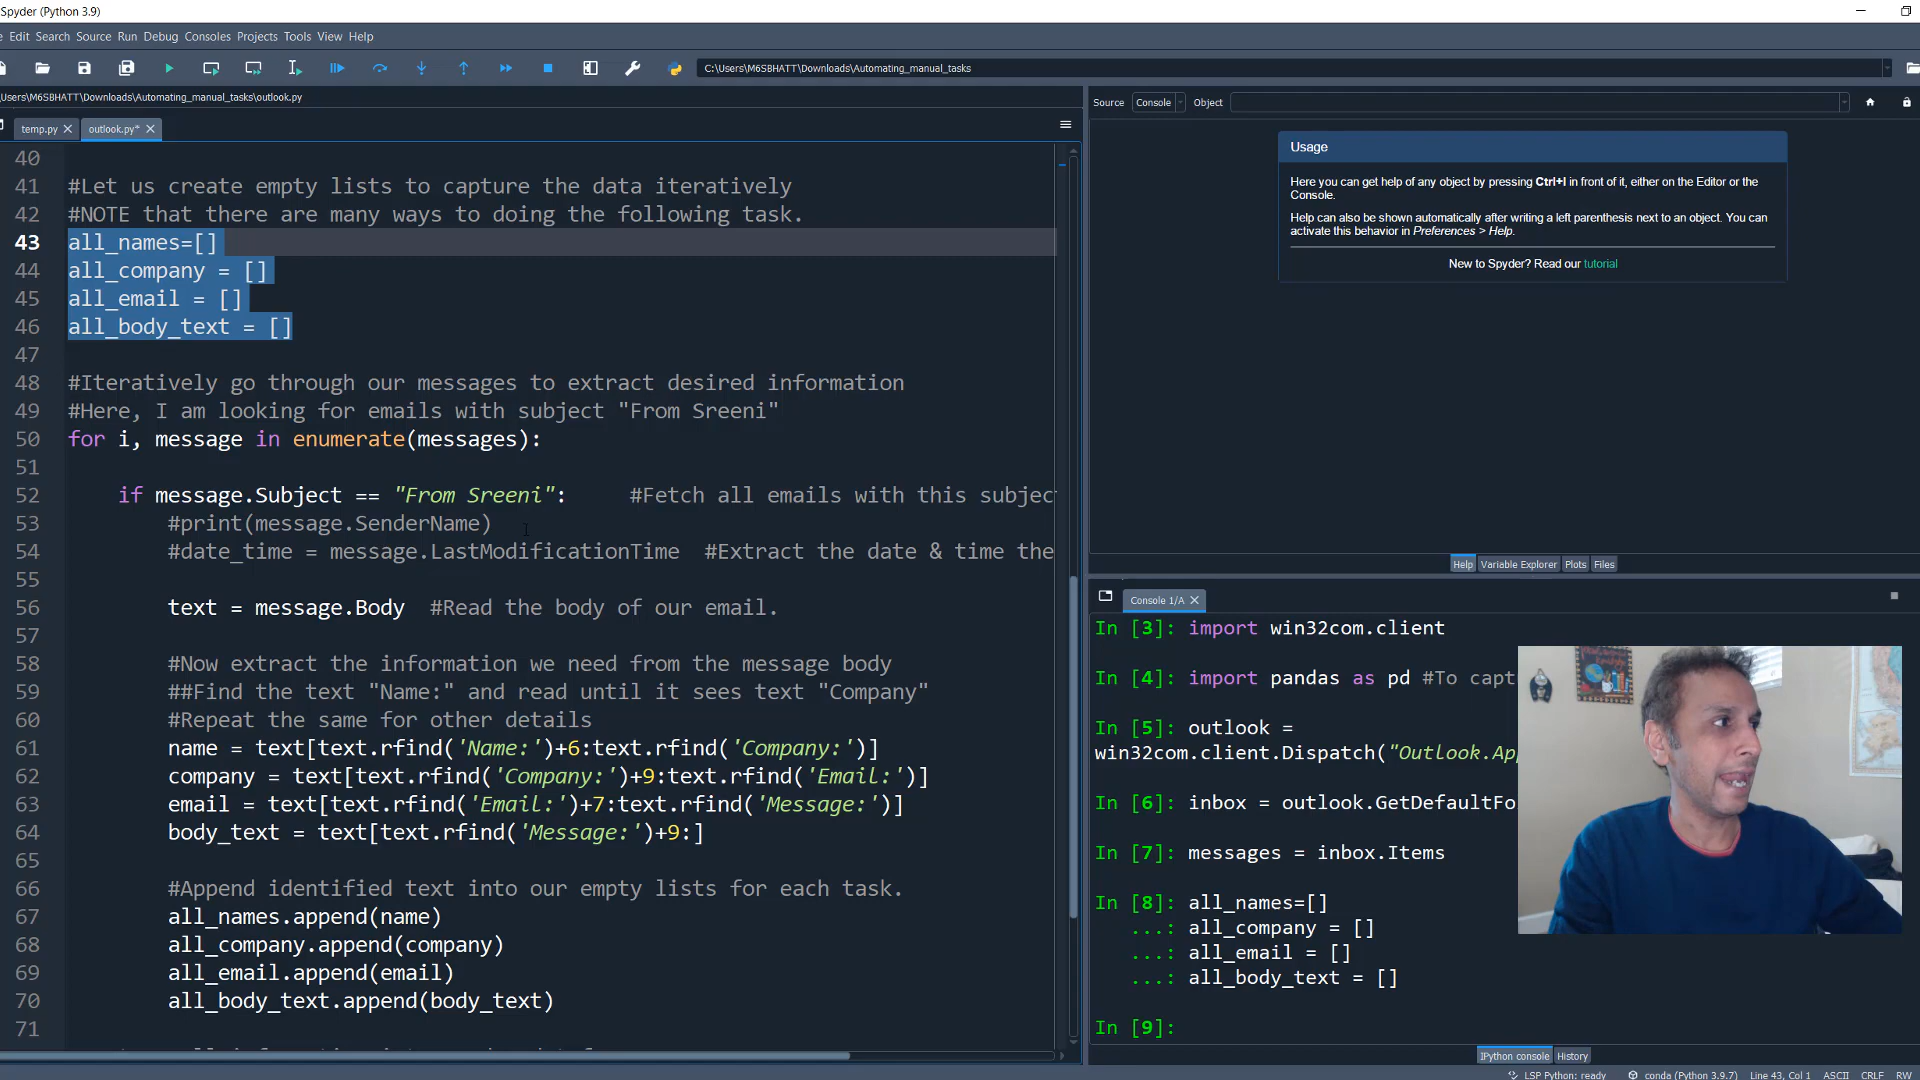 Spyder (Python 3.9)
Edit Search Source Run Debug Consoles Projects Tools View Help
C:\Users\M6SBHATT\Downloads\Automating_manual_tasks
Users\M6SBHATT\Downloads\Automating_manual_tasks\outlook.py
temp.py
outlook.py*
40
41 #Let us create empty lists to capture the data iteratively
42 #NOTE that there are many ways to doing the following task.
43 all_names=[]
44 all_company = []
45 all_email = []
46 all_body_text = []
47
48 #Iteratively go through our messages to extract desired information
49 #Here, I am looking for emails with subject "From Sreeni"
50 for i, message in enumerate(messages):
51
52 if message.Subject == "From Sreeni": #Fetch all emails with this subjec
53 #print(message.SenderName)
54 #date_time = message.LastModificationTime #Extract the date & time the
55
56 text = message.Body #Read the body of our email.
57
58 #Now extract the information we need from the message body
59 ##Find the text "Name:" and read until it sees text "Company"
60 #Repeat the same for other details
61 name = text[text.rfind('Name:')+6:text.rfind('Company:')]
62 company = text[text.rfind('Company:')+9:text.rfind('Email:')]
63 email = text[text.rfind('Email:')+7:text.rfind('Message:')]
64 body_text = text[text.rfind('Message:')+9:]
65
66 #Append identified text into our empty lists for each task.
67 all_names.append(name)
68 all_company.append(company)
69 all_email.append(email)
70 all_body_text.append(body_text)
71
Source Console Object
Usage
Here you can get help of any object by pressing Ctrl+I in front of it, either on the Editor or the
Console.
Help can also be shown automatically after writing a left parenthesis next to an object. You can
activate this behavior in Preferences > Help.
New to Spyder? Read our tutorial
Help Variable Explorer Plots Files
Console 1/A
In [3]: import win32com.client
In [4]: import pandas as pd #To capt
In [5]: outlook =
win32com.client.Dispatch("Outlook.Ap
In [6]: inbox = outlook.GetDefaultFo
In [7]: messages = inbox.Items
In [8]: all_names=[]
...: all_company = []
...: all_email = []
...: all_body_text = []
In [9]:
IPython console History
LSP Python: ready conda (Python 3.9.7) Line 43, Col 1 ASCII CRLF RW